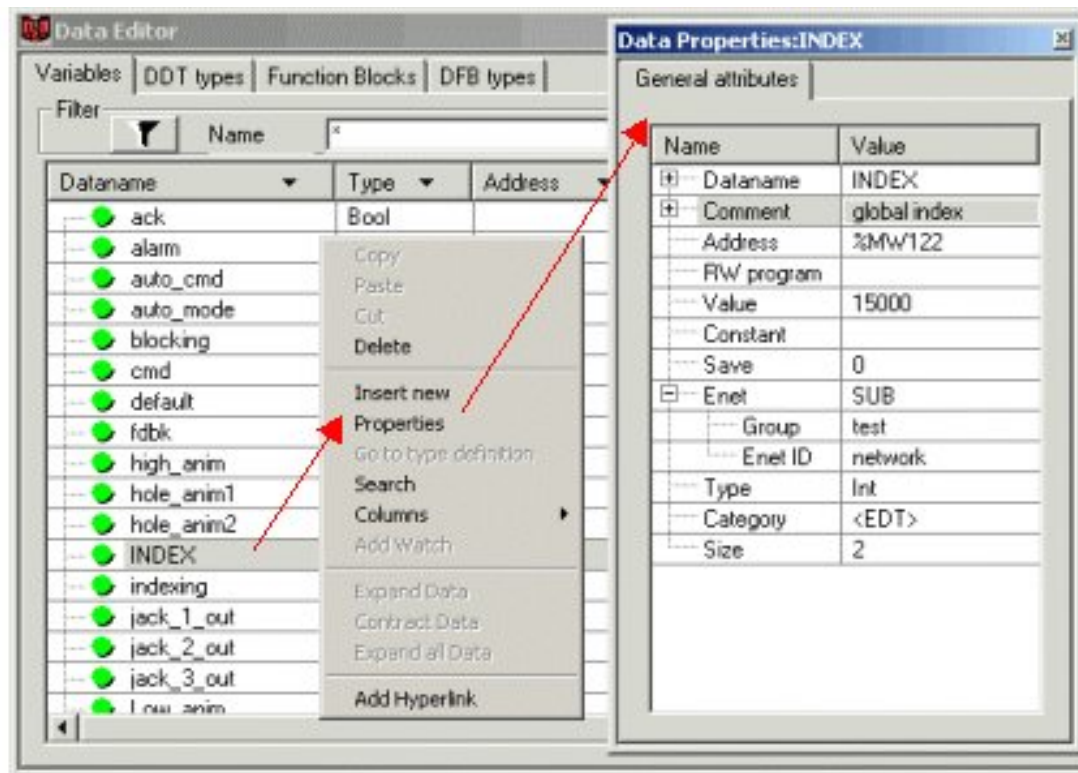 Data Editor
Variables DDT types Function Blocks DFB types
Filter
Name *
Dataname Type Address
ack Bool
alarm
auto_cmd
auto_mode
blocking
cmd
default
fdbk
high_anim
hole_anim1
hole_anim2
INDEX
indexing
jack_1_out
jack_2_out
jack_3_out
Low_anim
Copy
Paste
Cut
Delete
Insert new
Properties
Go to type definition
Search
Columns
Add Watch
Expand Data
Contract Data
Expand all Data
Add Hyperlink
Data Properties:INDEX
General attributes
Name Value
Dataname INDEX
Comment global index
Address %MW122
RW program
Value 15000
Constant
Save 0
Enet SUB
Group test
Enet ID network
Type Int
Category <EDT>
Size 2